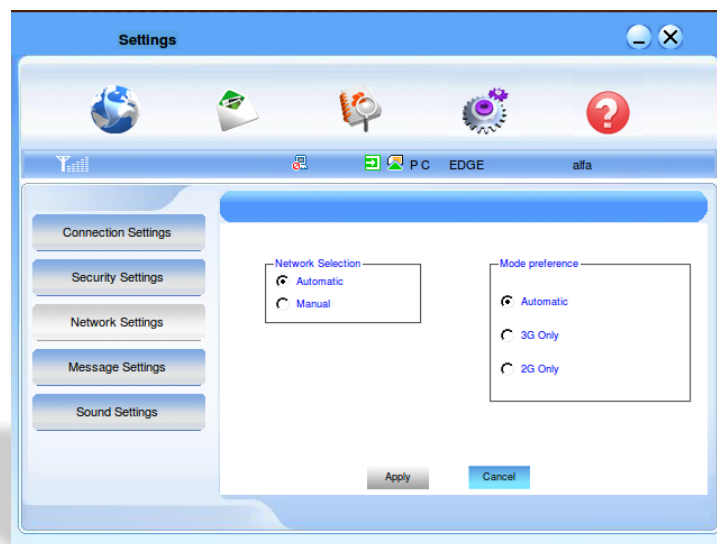 Settings
P C EDGE alfa
Connection Settings
Security Settings
Network Settings
Message Settings
Sound Settings
Network Selection
Automatic
Manual
Mode preference
Automatic
3G Only
2G Only
Apply Cancel